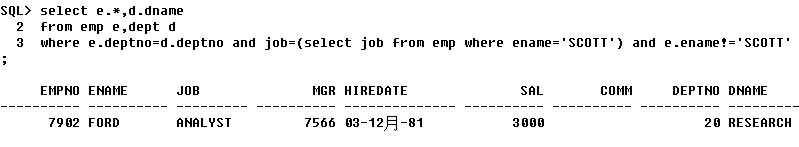 SQL> select e.*,d.dname
2 from emp e,dept d
3 where e.deptno=d.deptno and job=(select job from emp where ename='SCOTT') and e.ename!='SCOTT'
;
EMPNO ENAME JOB MGR HIREDATE SAL COMM DEPTNO DNAME
---------- ---------- --------- ---------- -------------- ---------- ---------- ---------- --------------
7902 FORD ANALYST 7566 03-12月-81 3000 20 RESEARCH